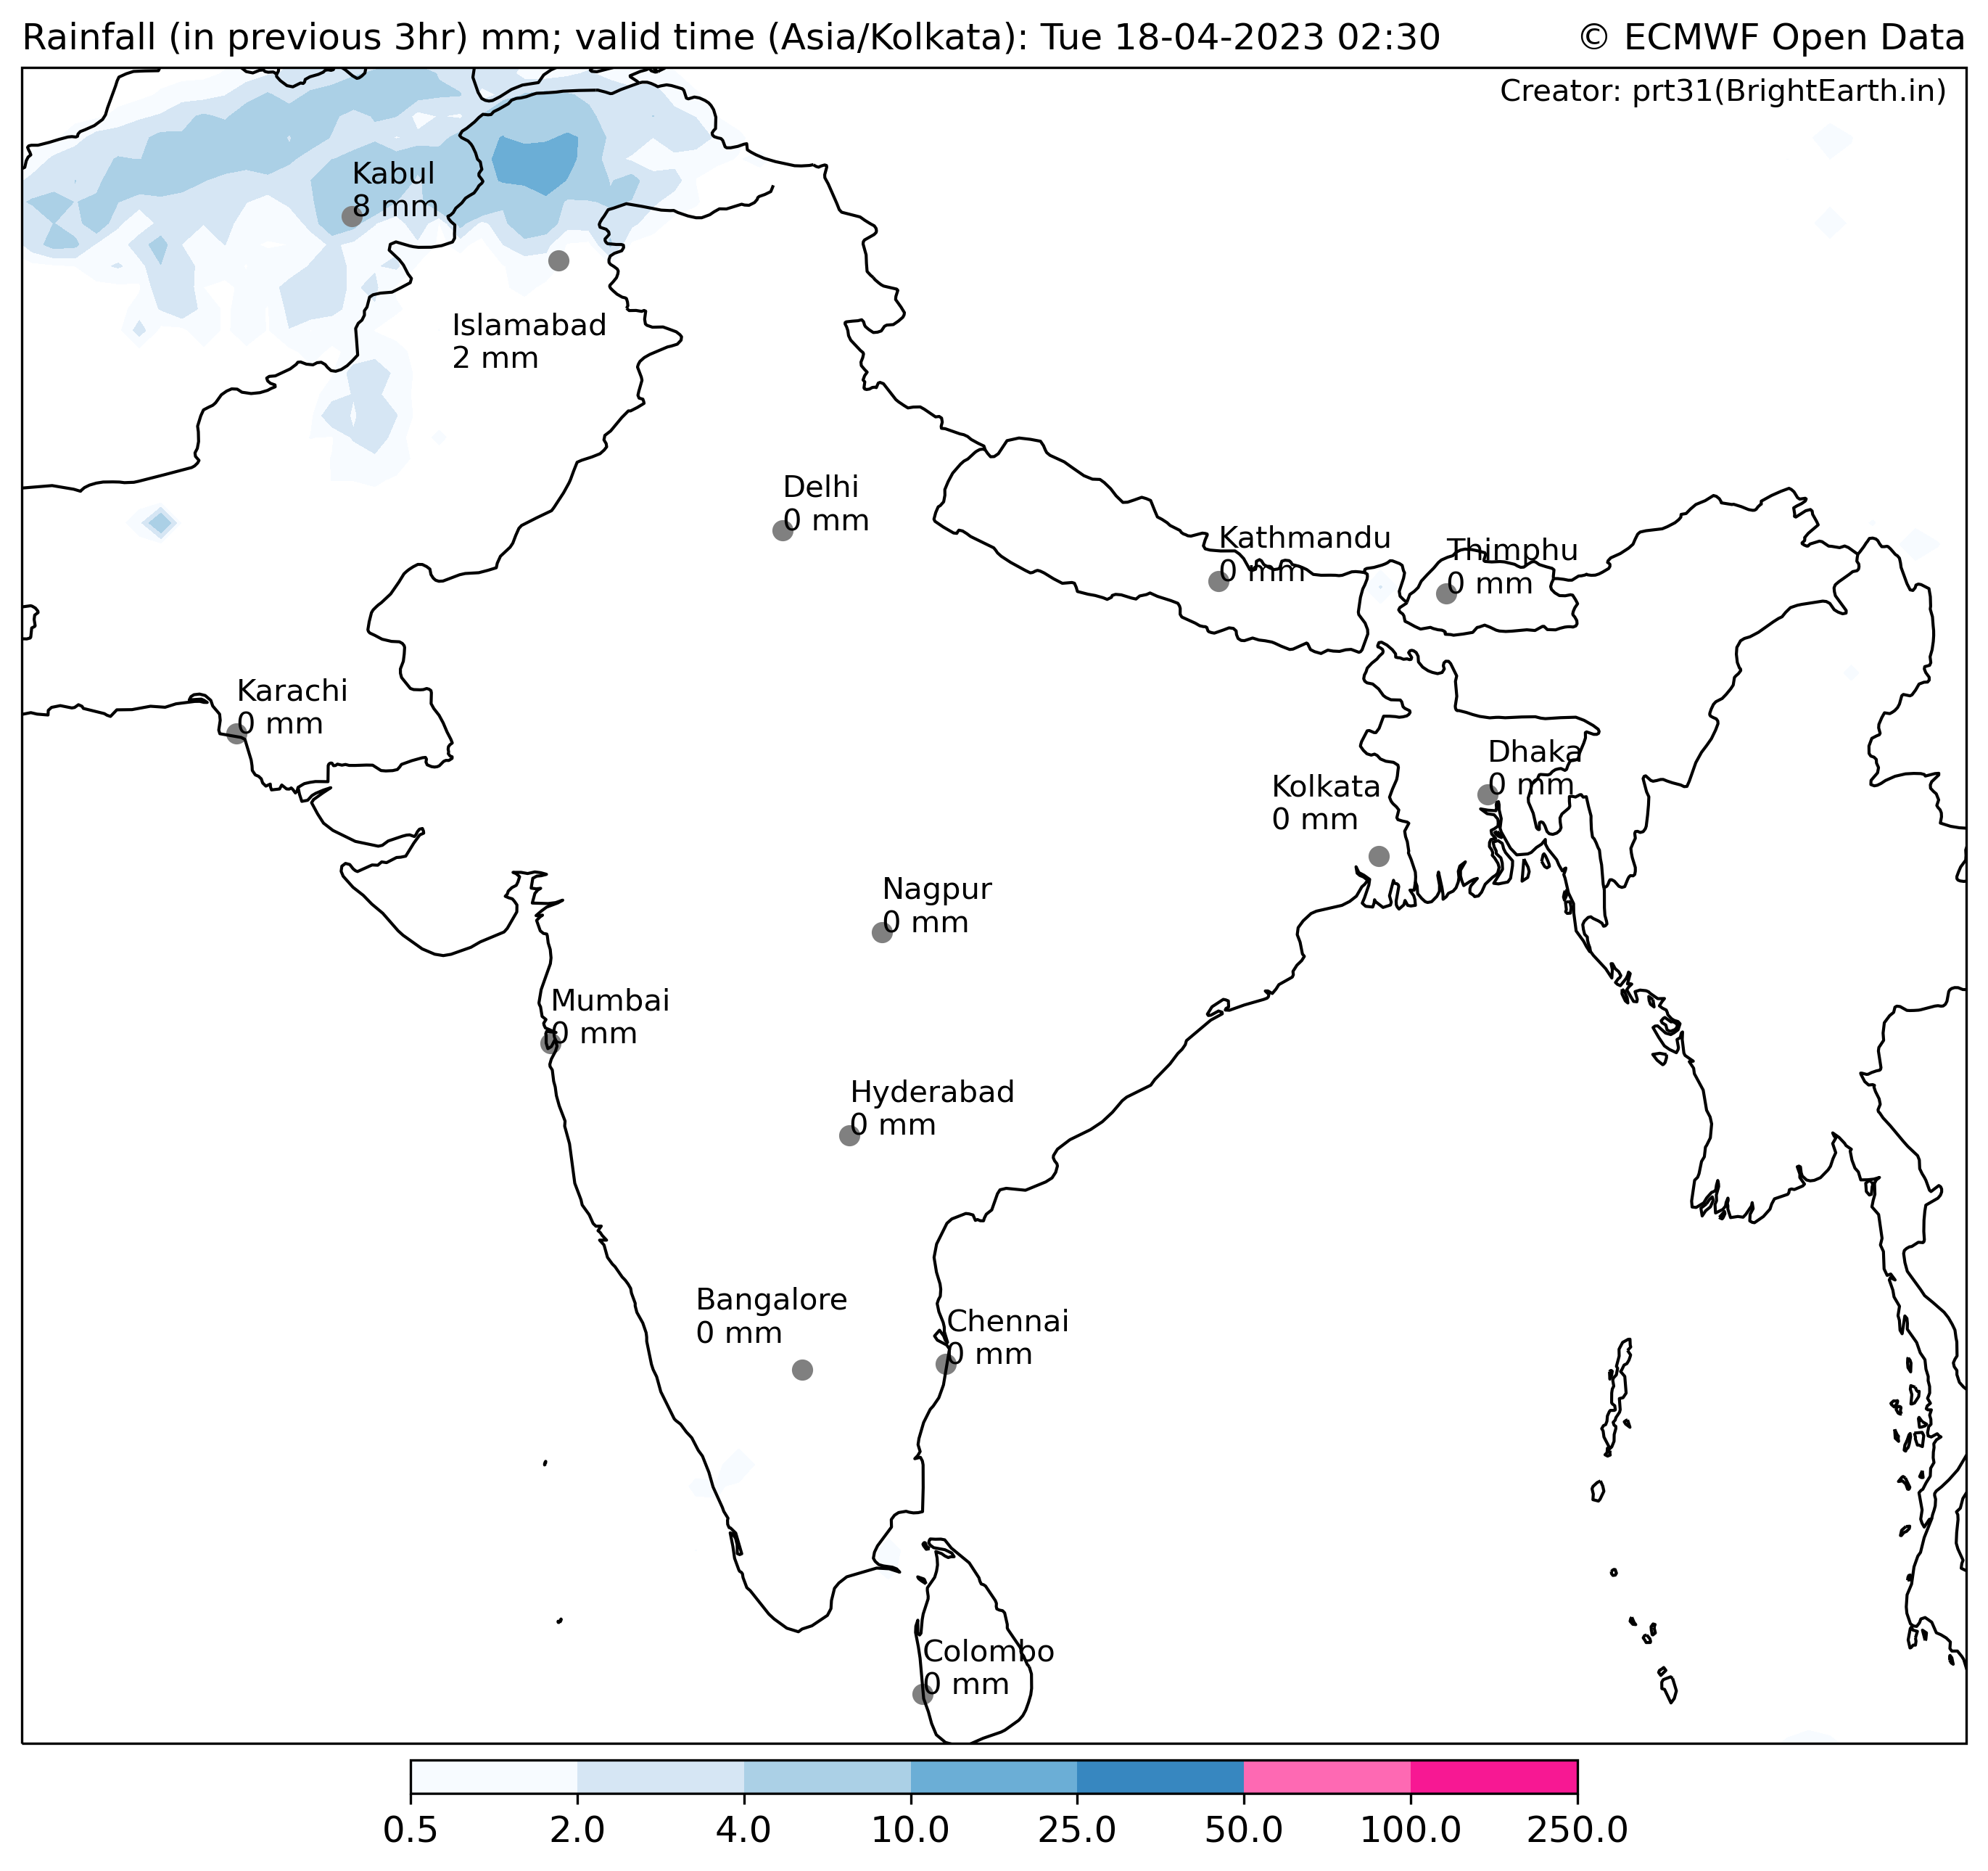 Rainfall (in previous 3hr) mm; valid time (Asia/Kolkata): Tue 18-04-2023 02:30
© ECMWF Open Data
Creator: prt31(BrightEarth.in)
Kabul
8 mm
Islamabad
2 mm
Delhi
0 mm
Kathmandu
0 mm
Thimphu
0 mm
Karachi
0 mm
Dhaka
0 mm
Kolkata
0 mm
Nagpur
0 mm
Mumbai
0 mm
Hyderabad
0 mm
Bangalore
0 mm
Chennai
0 mm
Colombo
0 mm
0.5 2.0 4.0 10.0 25.0 50.0 100.0 250.0